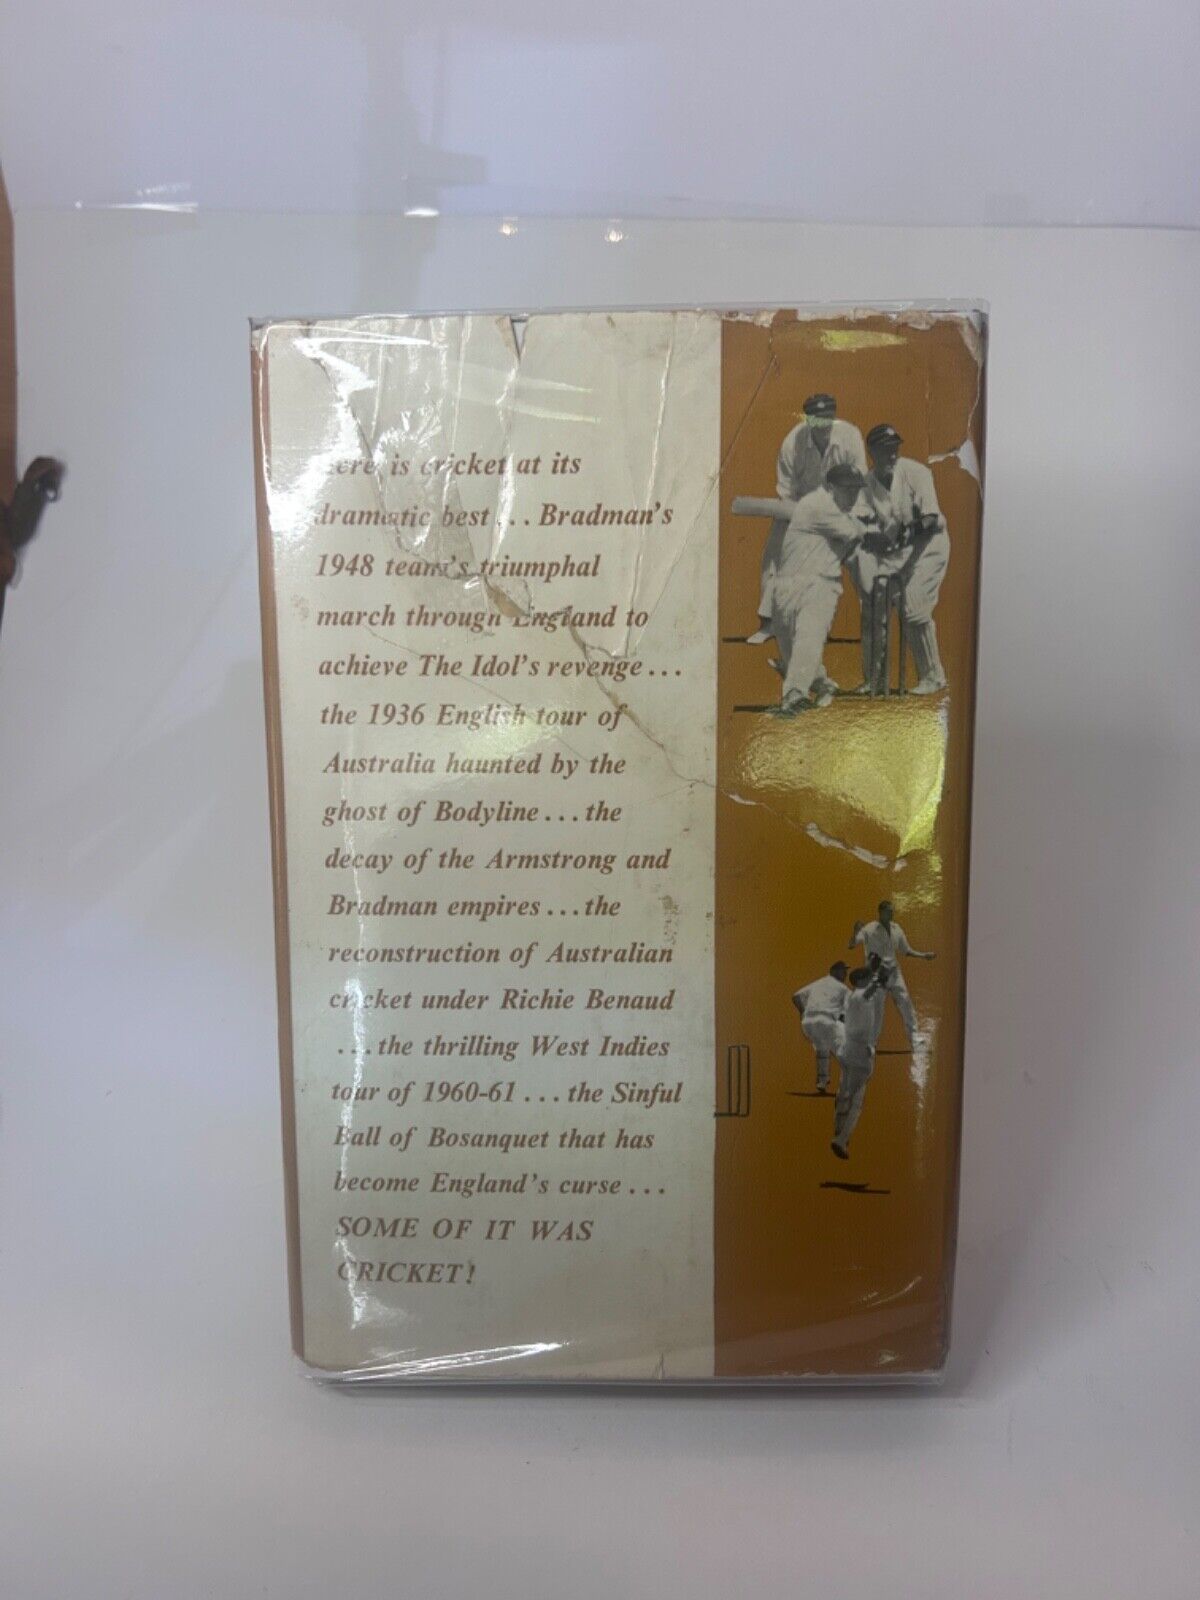 Here is cricket at its
dramatic best... Bradman's
1948 team's triumphal
march through England to
achieve The Idol's revenge...
the 1936 English tour of
Australia haunted by the
ghost of Bodyline...the
decay of the Armstrong and
Bradman empires...the
reconstruction of Australian
cricket under Richie Benaud
...the thrilling West Indies
tour of 1960-61...the Sinful
Ball of Bosanquet that has
become England's curse...
SOME OF IT WAS
CRICKET!